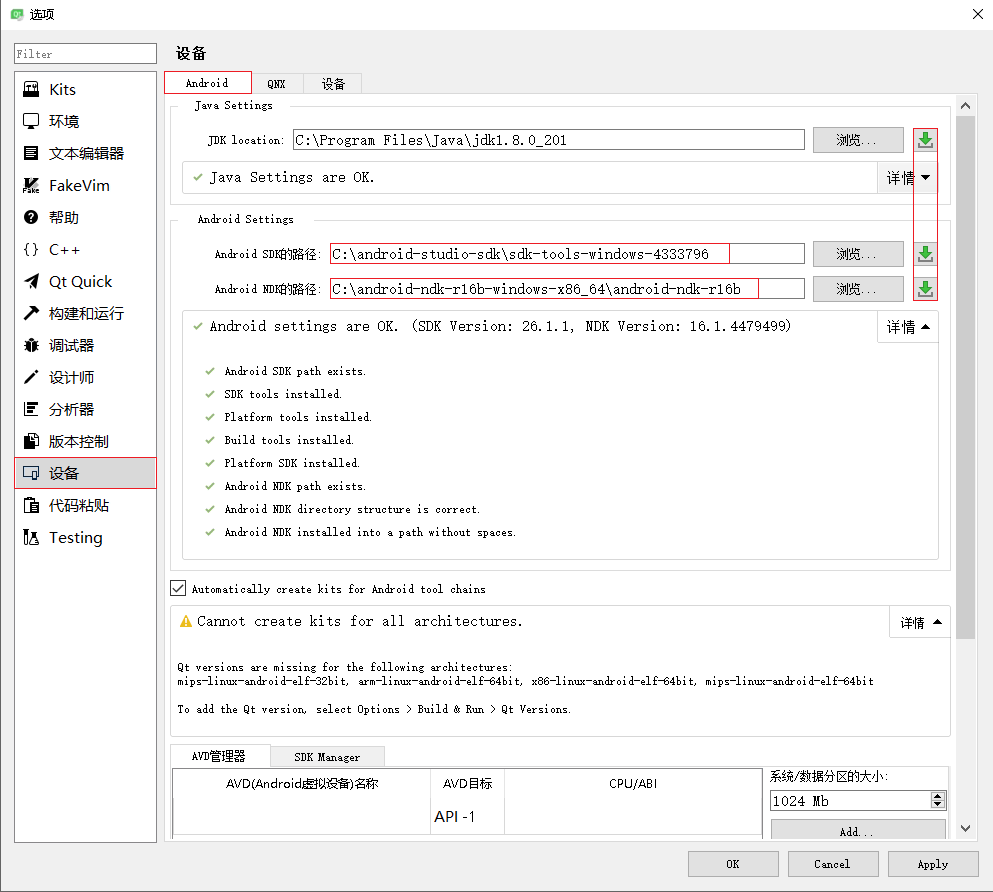 选项
Filter
Kits
环境
文本编辑器
FakeVim
帮助
C++
Qt Quick
构建和运行
调试器
设计师
分析器
版本控制
设备
代码粘贴
Testing
设备
Android QNX 设备
Java Settings
JDK location: C:\Program Files\Java\jdk1.8.0_201 浏览...
Java Settings are OK. 详情
Android Settings
Android SDK的路径: C:\android-studio-sdk\sdk-tools-windows-4333796 浏览...
Android NDK的路径: C:\android-ndk-r16b-windows-x86_64\android-ndk-r16b 浏览...
Android settings are OK. (SDK Version: 26.1.1, NDK Version: 16.1.4479499) 详情
Android SDK path exists.
SDK tools installed.
Platform tools installed.
Build tools installed.
Platform SDK installed.
Android NDK path exists.
Android NDK directory structure is correct.
Android NDK installed into a path without spaces.
Automatically create kits for Android tool chains
Cannot create kits for all architectures. 详情
Qt versions are missing for the following architectures:
mips-linux-android-elf-32bit, arm-linux-android-elf-64bit, x86-linux-android-elf-64bit, mips-linux-android-elf-64bit
To add the Qt version, select Options > Build & Run > Qt Versions.
AVD管理器 SDK Manager
AVD(Android虚拟设备)名称 AVD目标 CPU/ABI
API -1
系统/数据分区的大小:
1024 Mb
Add...
OK Cancel Apply